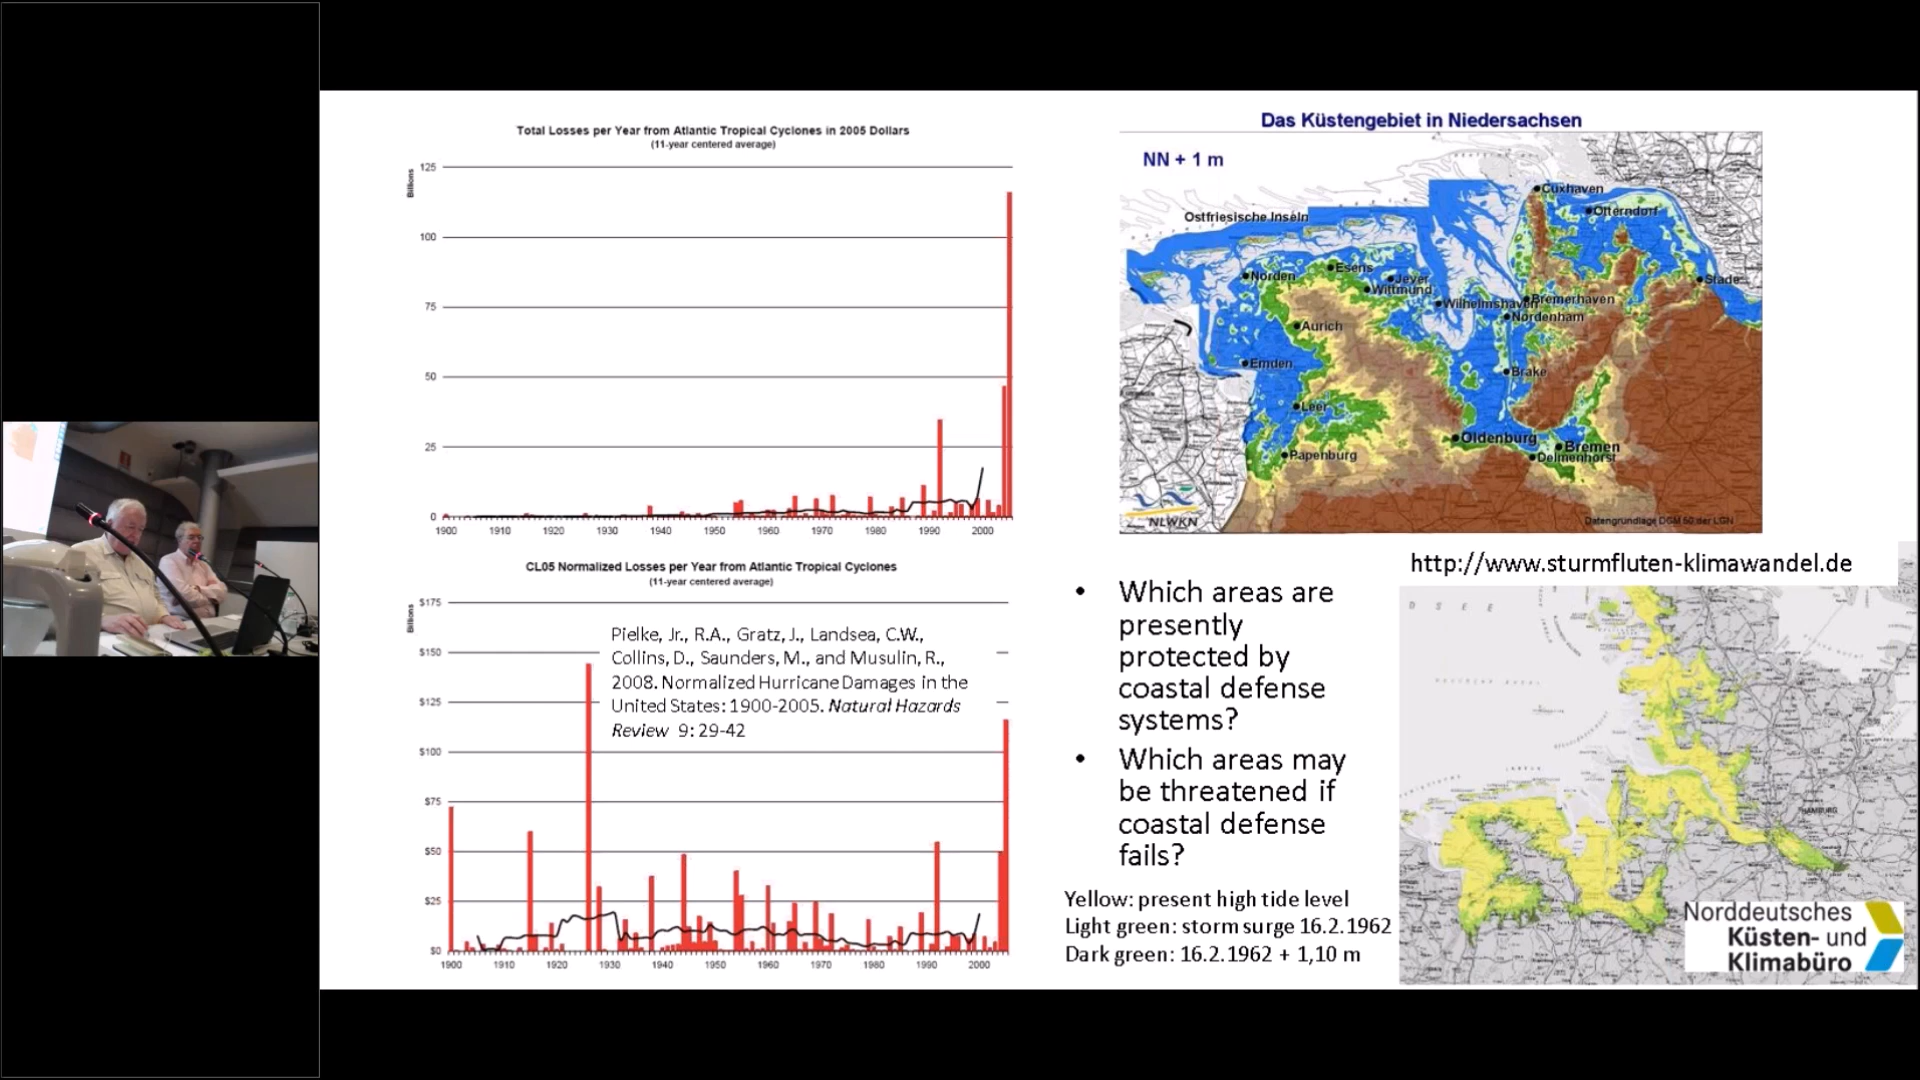 Total Losses per Year from Atlantic Tropical Cyclones in 2005 Dollars
(11-year centered average)
Billions
125
100
75
50
25
0
1900 1910 1920 1930 1940 1950 1960 1970 1980 1990 2000
CL05 Normalized Losses per Year from Atlantic Tropical Cyclones
(11-year centered average)
Billions
$175
$150
$125
$100
$75
$50
$25
$0
1900 1910 1920 1930 1940 1950 1960 1970 1980 1990 2000
Pielke, Jr., R.A., Gratz, J., Landsea, C.W.,
Collins, D., Saunders, M., and Musulin, R.,
2008. Normalized Hurricane Damages in the
United States: 1900-2005. Natural Hazards
Review 9: 29-42
Das Küstengebiet in Niedersachsen
NN + 1 m
Cuxhaven
Otterndorf
Ostfriesische Inseln
Norden
Esens
Jever
Wittmund
Stade
Wilhelmshaven
Bremerhaven
Nordenham
Aurich
Emden
Brake
Leer
Oldenburg
Bremen
Delmenhorst
Papenburg
NLWKN
Datengrundlage DGM 50 der LGN
http://www.sturmfluten-klimawandel.de
• Which areas are
presently
protected by
coastal defense
systems?
• Which areas may
be threatened if
coastal defense
fails?
Yellow: present high tide level
Light green: storm surge 16.2.1962
Dark green: 16.2.1962 + 1,10 m
HAMBURG
Norddeutsches
Küsten- und
Klimabüro